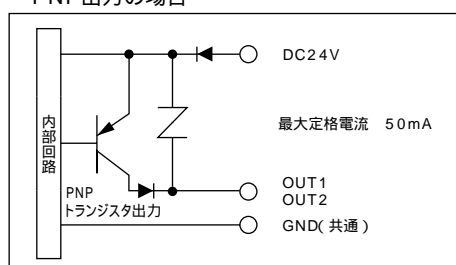 PNP出力の場合
DC24V
内部回路
最大定格電流 50mA
PNP
トランジスタ出力
OUT1
OUT2
GND(共通)